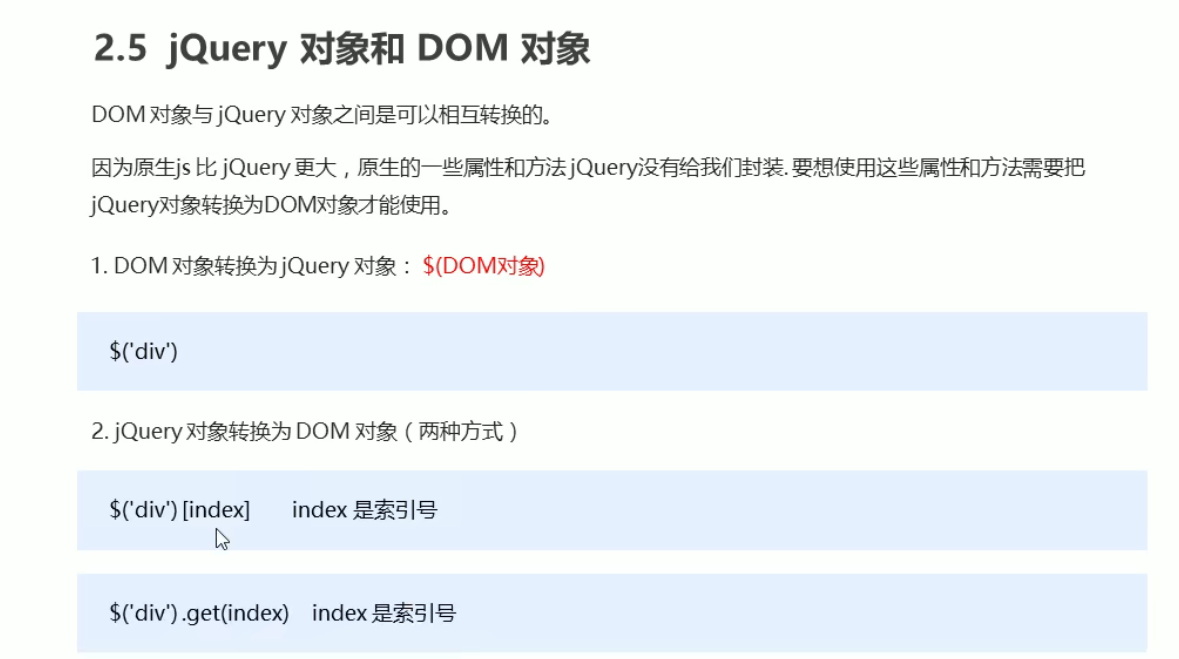 2.5 jQuery 对象和 DOM 对象
DOM 对象与 jQuery 对象之间是可以相互转换的。
因为原生js 比 jQuery 更大，原生的一些属性和方法 jQuery没有给我们封装. 要想使用这些属性和方法需要把
jQuery对象转换为DOM对象才能使用。
1. DOM 对象转换为 jQuery 对象： $(DOM对象)
$('div')
2. jQuery 对象转换为 DOM 对象（两种方式）
$('div') [index] index 是索引号
$('div') .get(index) index 是索引号